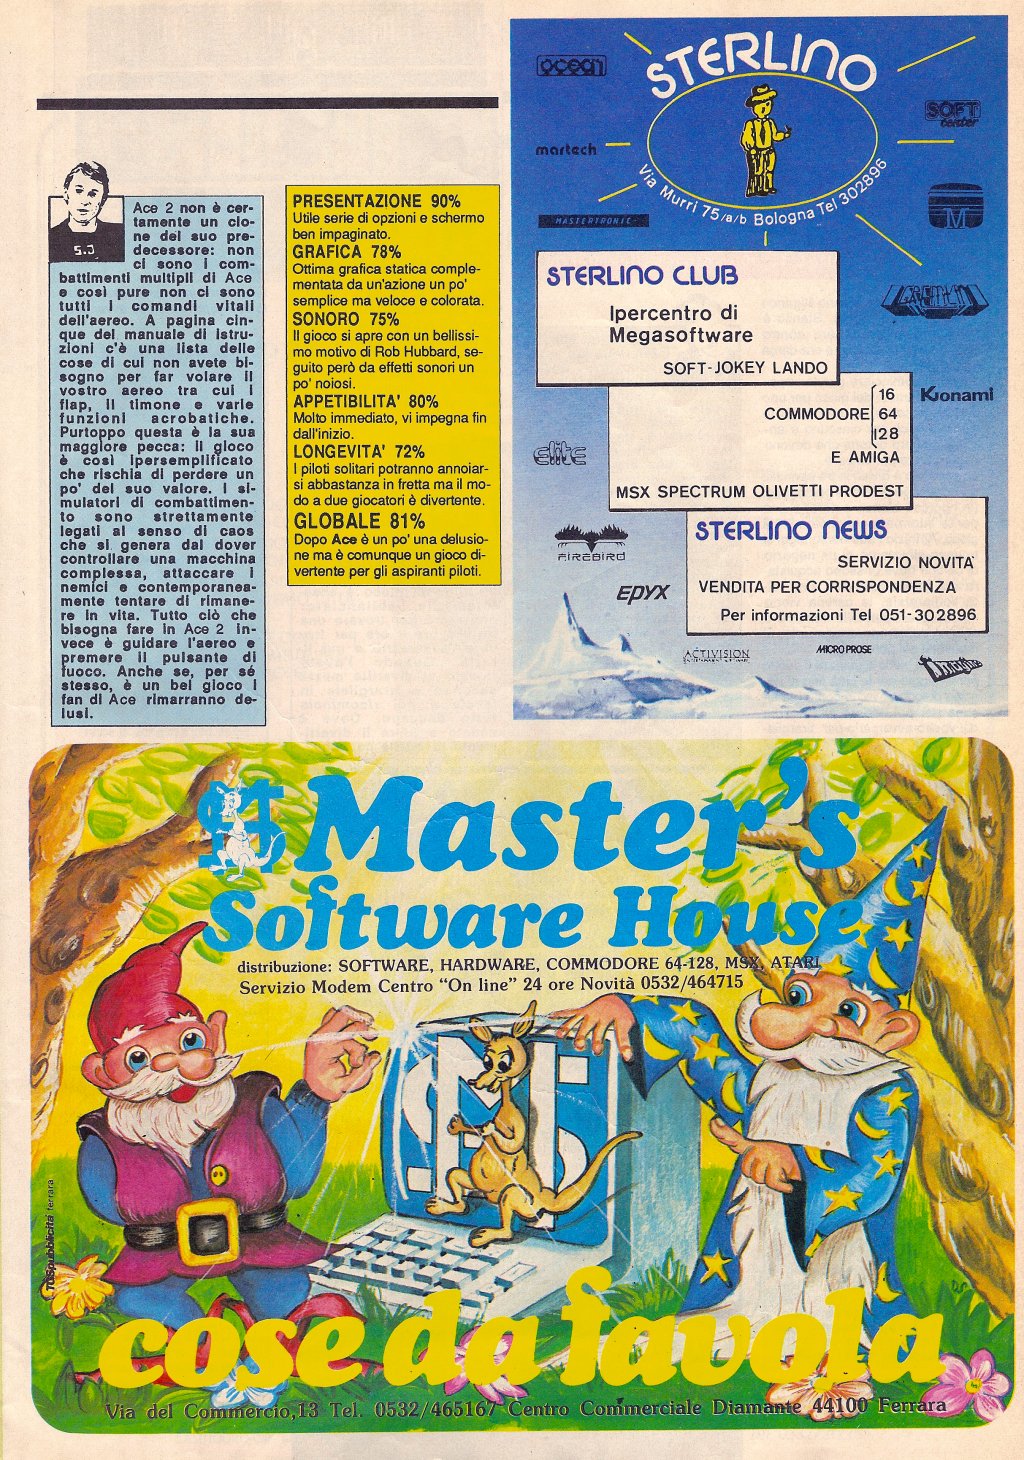 S.J
Ace 2 non è cer-
tamente un clo-
ne del suo pre-
decessore: non
ci sono i com-
battimenti multipli di Ace
e così pure non ci sono
tutti i comandi vitali
dell'aereo. A pagina cin-
que del manuale di istru-
zioni c'è una lista delle
cose di cui non avete bi-
sogno per far volare il
vostro aereo tra cui i
flap, il timone e varie
funzioni acrobatiche.
Purtoppo questa è la sua
maggiore pecca: il gioco
è così ipersemplificato
che rischia di perdere un
po' del suo valore. I si-
mulatori di combattimen-
to sono strettamente
legati al senso di caos
che si genera dal dover
controllare una macchina
complessa, attaccare i
nemici e contemporanea-
mente tentare di rimane-
re in vita. Tutto ciò che
bisogna fare in Ace 2 in-
vece è guidare l'aereo e
premere il pulsante di
fuoco. Anche se, per sé
stesso, è un bel gioco i
fan di Ace rimarranno de-
lusi.
PRESENTAZIONE 90%
Utile serie di opzioni e schermo
ben impaginato.
GRAFICA 78%
Ottima grafica statica comple-
mentata da un'azione un po'
semplice ma veloce e colorata.
SONORO 75%
Il gioco si apre con un bellissi-
mo motivo di Rob Hubbard, se-
guito però da effetti sonori un
po' noiosi.
APPETIBILITA' 80%
Molto immediato, vi impegna fin
dall'inizio.
LONGEVITA' 72%
I piloti solitari potranno annoiar-
si abbastanza in fretta ma il mo-
do a due giocatori è divertente.
GLOBALE 81%
Dopo Ace è un po' una delusio-
ne ma è comunque un gioco di-
vertente per gli aspiranti piloti.
STERLINO
Via Murri 75/a/b Bologna Tel 302896
ocean
martech
MASTERTRONIC
SOFT
center
M
STERLINO CLUB
Ipercentro di
Megasoftware
SOFT-JOKEY LANDO
Konami
16
COMMODORE 64
128
E AMIGA
MSX SPECTRUM OLIVETTI PRODEST
elite
STERLINO NEWS
SERVIZIO NOVITA'
VENDITA PER CORRISPONDENZA
Per informazioni Tel 051-302896
FIREBIRD
EPYX
ACTIVISION
MICRO PROSE
Master's
Software House
distribuzione: SOFTWARE, HARDWARE, COMMODORE 64-128, MSX, ATARI
Servizio Modem Centro "On line" 24 ore Novità 0532/464715
TGSpubblicità ferrara
cose da favola
Via del Commercio,13 Tel. 0532/465167 Centro Commerciale Diamante 44100 Ferrara